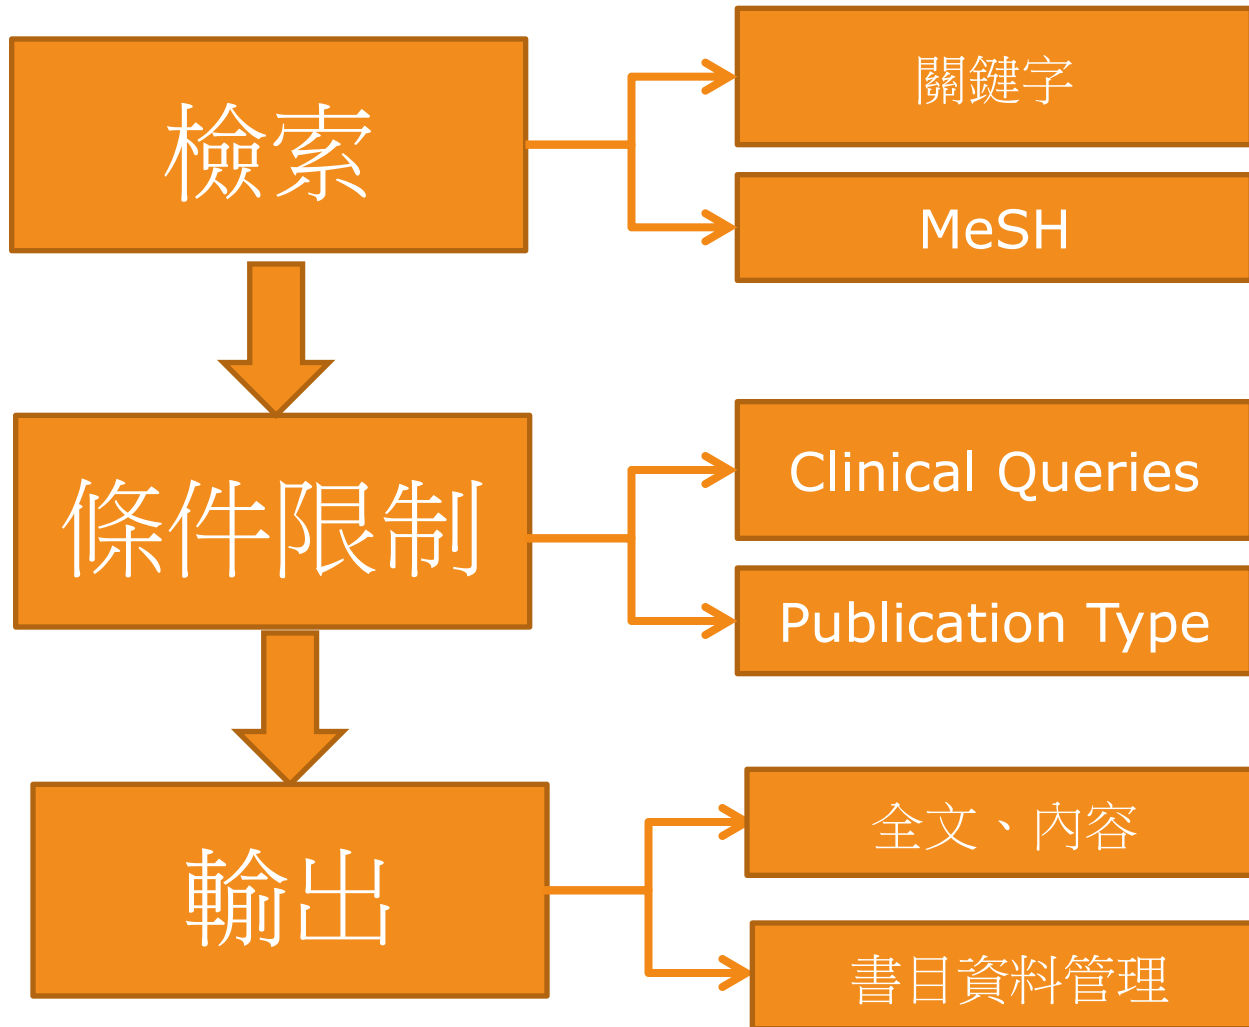 檢索
關鍵字
MeSH
條件限制
Clinical Queries
Publication Type
輸出
全文、內容
書目資料管理